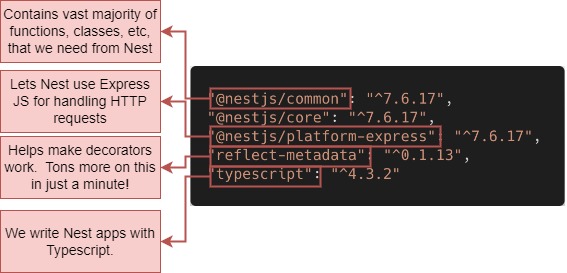 Contains vast majority of
functions, classes, etc,
that we need from Nest
Lets Nest use Express
JS for handling HTTP
requests
Helps make decorators
work.  Tons more on this
in just a minute!
We write Nest apps with
Typescript.
"@nestjs/common": "^7.6.17",
"@nestjs/core": "^7.6.17",
"@nestjs/platform-express": "^7.6.17",
"reflect-metadata": "^0.1.13",
"typescript": "^4.3.2"